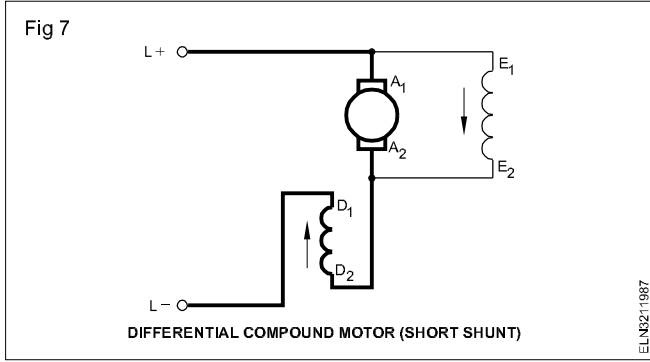 Fig 7
L+
A1
A2
E1
E2
D1
D2
L−
DIFFERENTIAL COMPOUND MOTOR (SHORT SHUNT)
ELN3211987